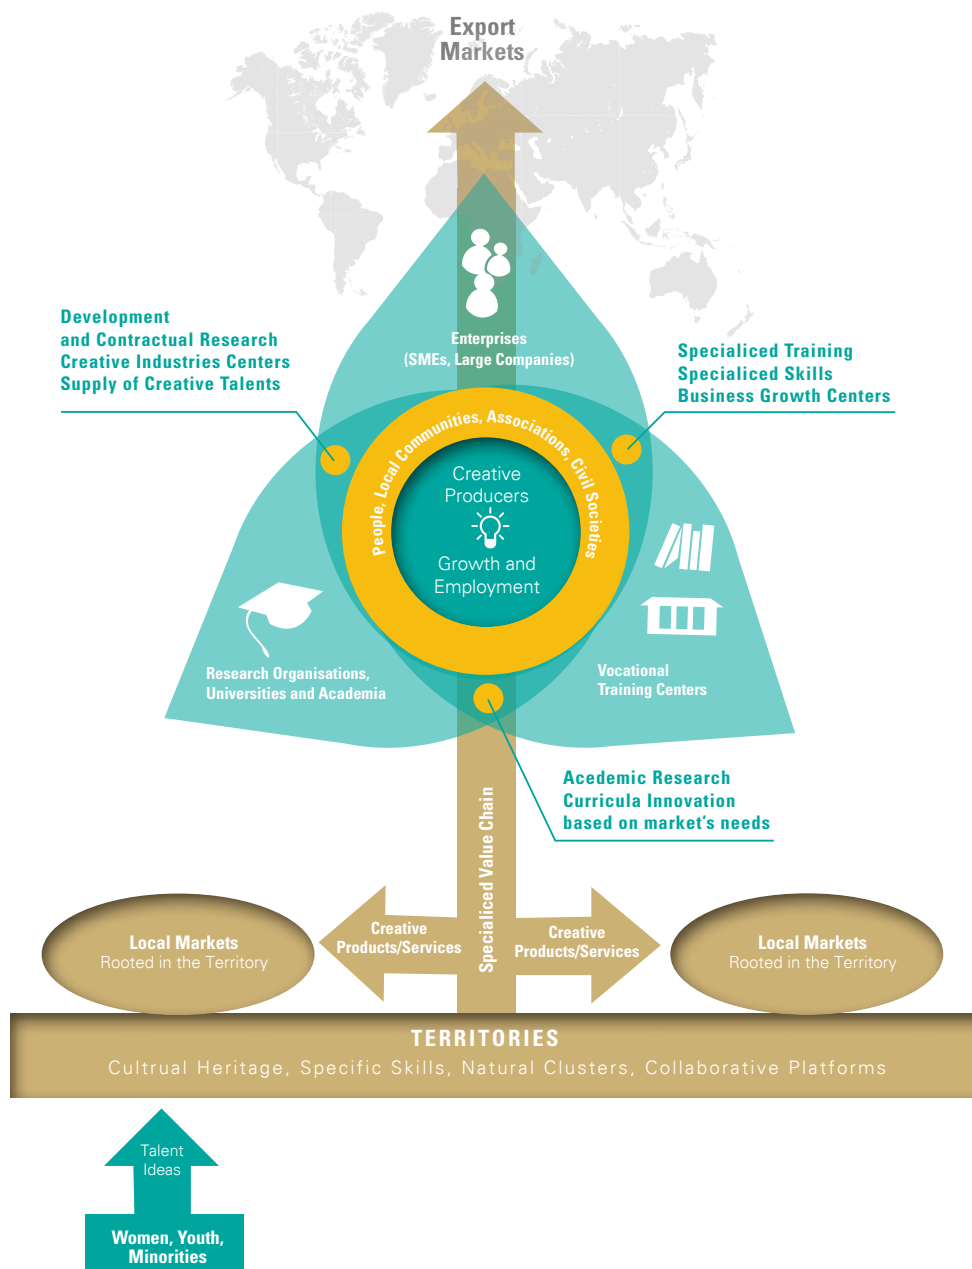 Export
Markets
Development
and Contractual Research
Creative Industries Centers
Supply of Creative Talents
Enterprises
(SMEs, Large Companies)
Specialiced Training
Specialiced Skills
Business Growth Centers
People, Local Communities, Associations, Civil Societies
Creative
Producers
Growth and
Employment
Research Organisations,
Universities and Academia
Vocational
Training Centers
Acedemic Research
Curricula Innovation
based on market's needs
Specialiced Value Chain
Local Markets
Rooted in the Territory
Creative
Products/Services
Creative
Products/Services
Local Markets
Rooted in the Territory
TERRITORIES
Cultrual Heritage, Specific Skills, Natural Clusters, Collaborative Platforms
Talent
Ideas
Women, Youth,
Minorities